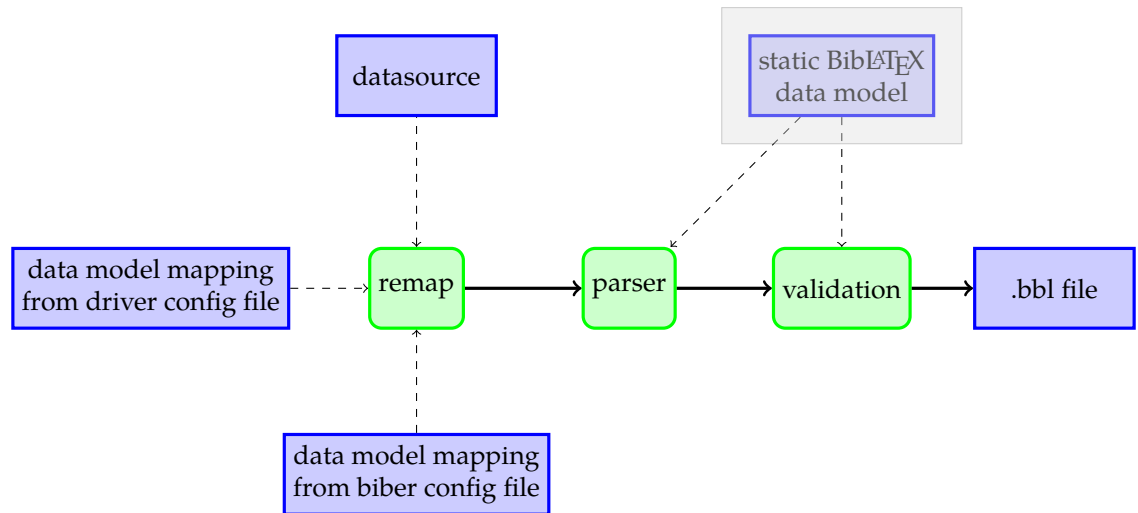 datasource
static BibLATEX
data model
data model mapping
from driver config file
remap
parser
validation
.bbl file
data model mapping
from biber config file